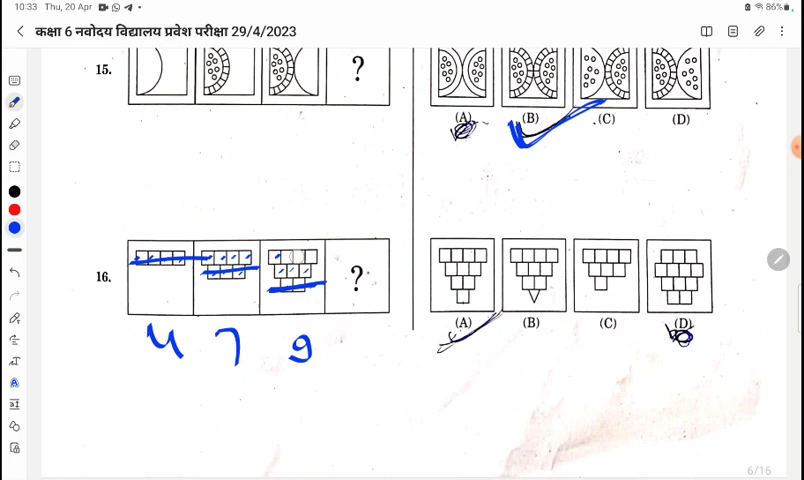 10:33 Thu, 20 Apr
86%
कक्षा 6 नवोदय विद्यालय प्रवेश परीक्षा 29/4/2023
15.
?
(A)
(B)
(C)
(D)
16.
?
(A)
(B)
(C)
(D)
4 7 9
6/16